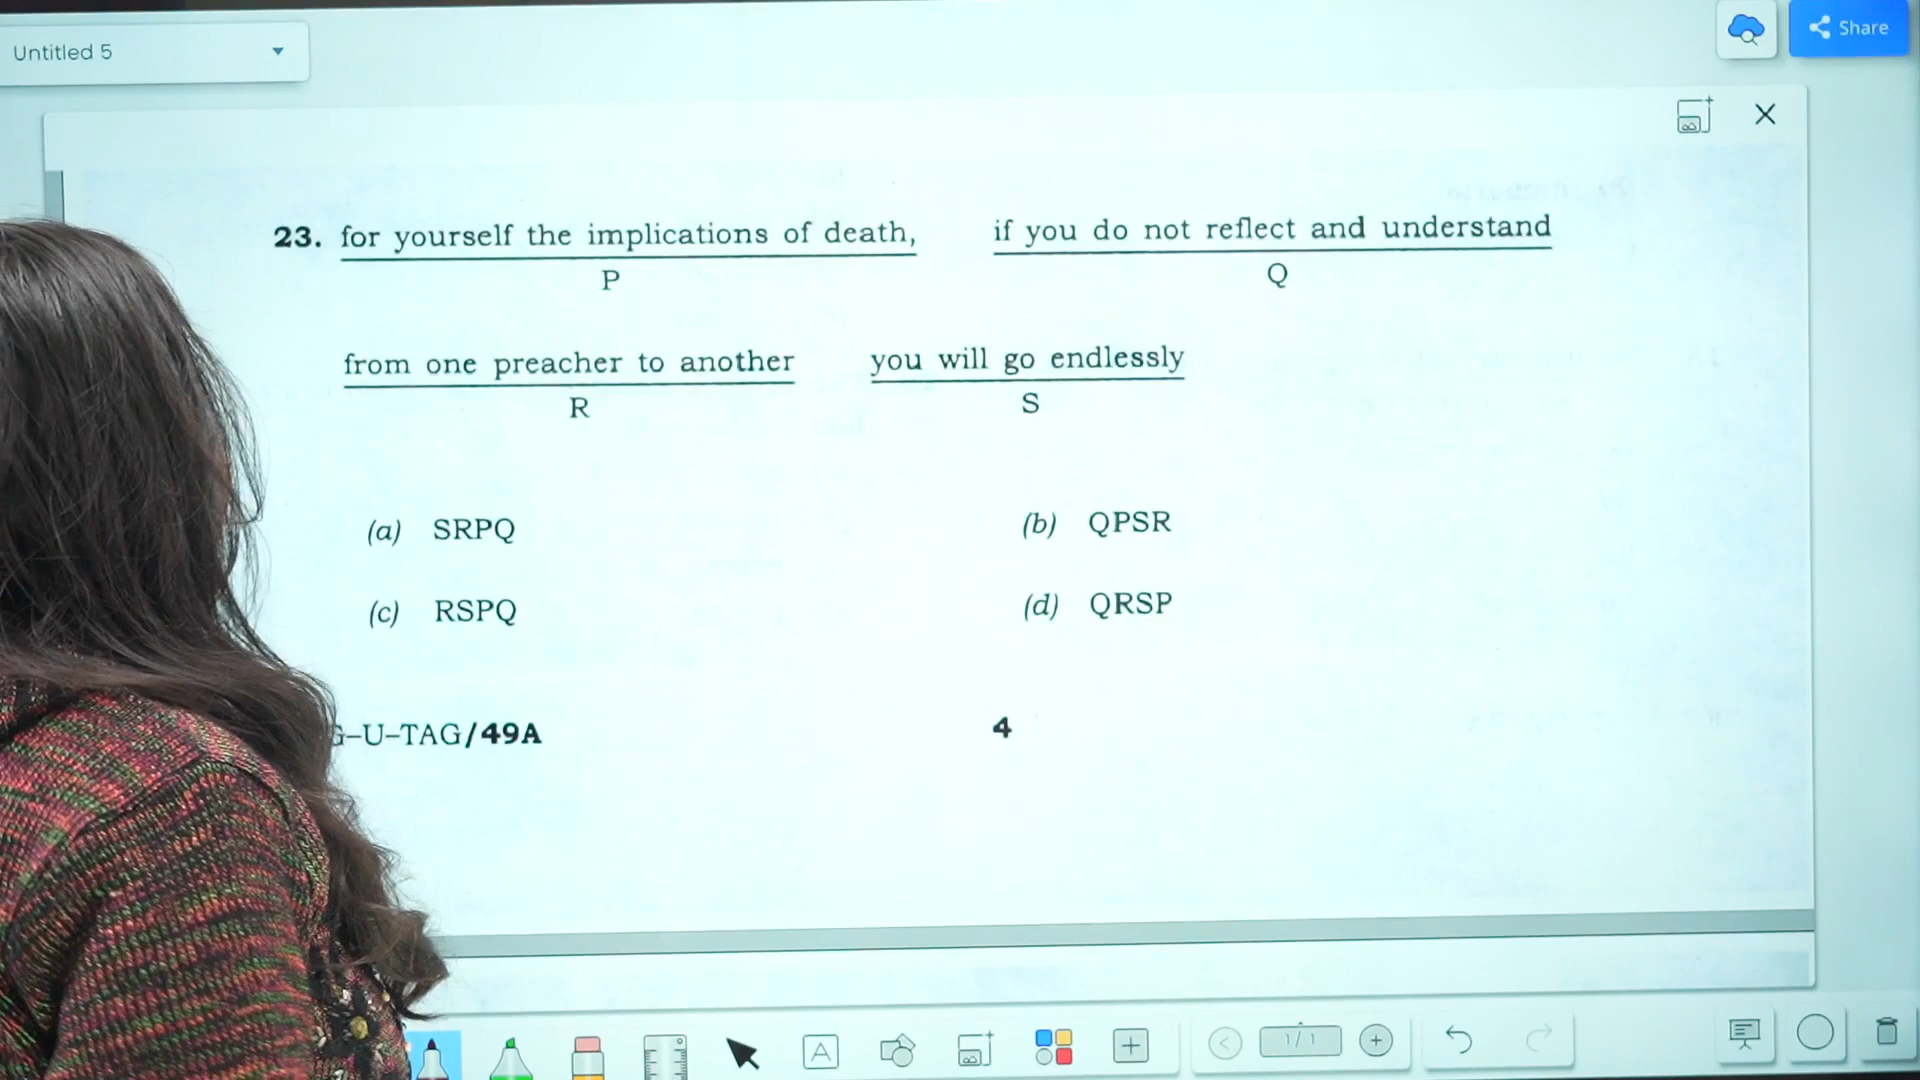 Untitled 5
Share
23. for yourself the implications of death, if you do not reflect and understand
P Q
from one preacher to another you will go endlessly
R S
(a) SRPQ (b) QPSR
(c) RSPQ (d) QRSP
G–U–TAG/49A 4
A
1/1